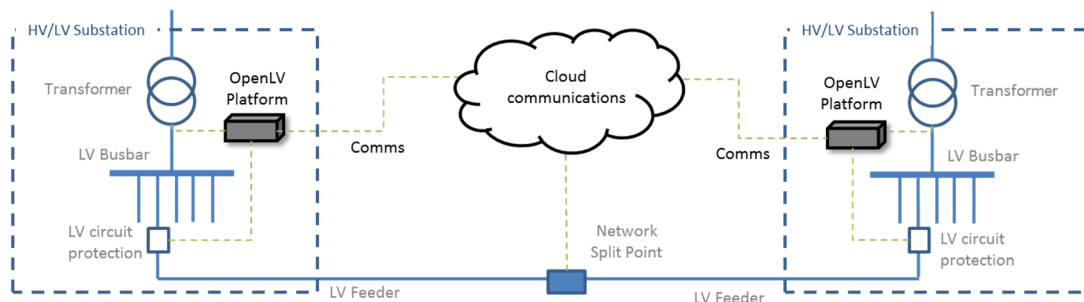 HV/LV Substation
Transformer
OpenLV
Platform
LV Busbar
LV circuit
protection
LV Feeder
Comms
Cloud
communications
Network
Split Point
HV/LV Substation
OpenLV
Platform
Transformer
Comms
LV Busbar
LV circuit
protection
LV Feeder